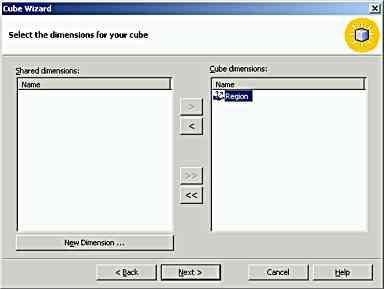 Cube Wizard
Select the dimensions for your cube
Shared dimensions:
Name
New Dimension ...
>
<
>>
<<
Cube dimensions:
Name
Region
< Back
Next >
Cancel
Help